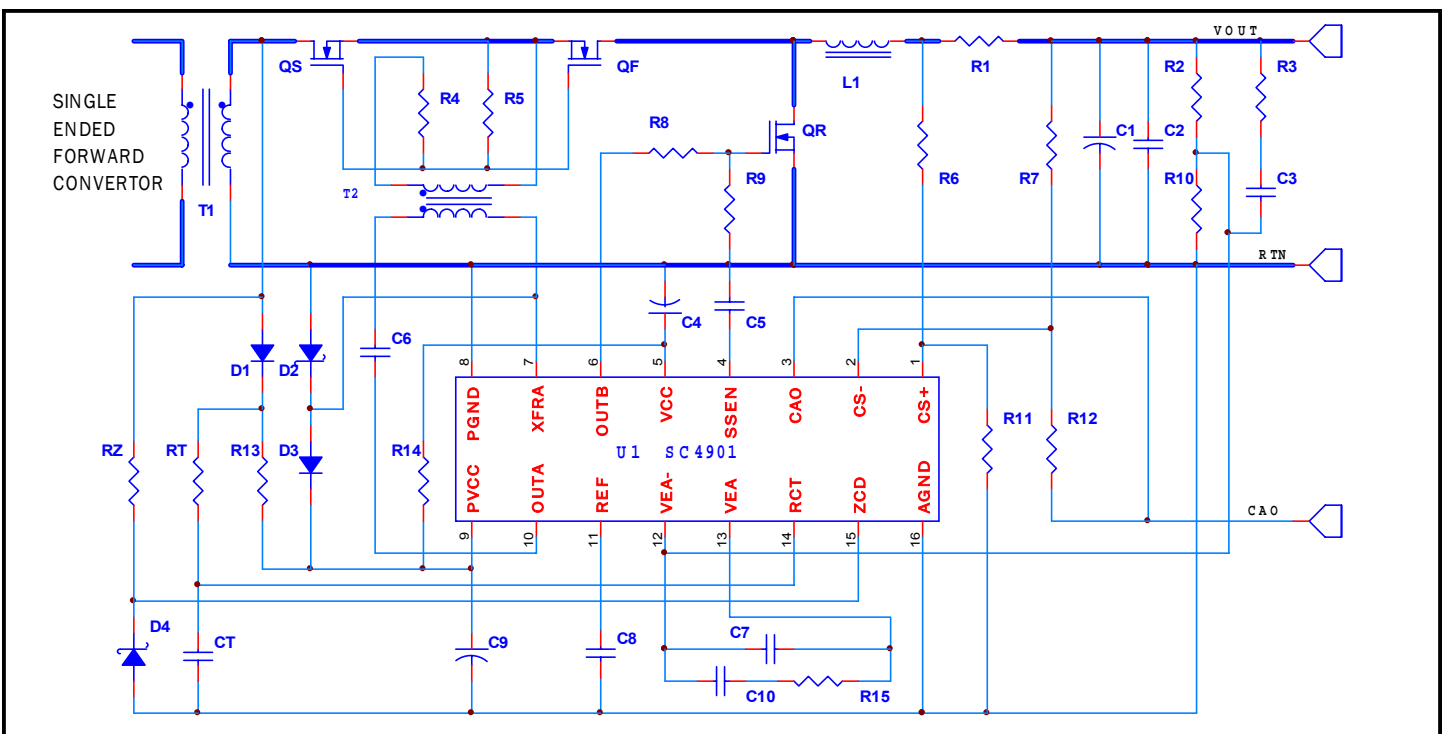 VOUT
QS
QF
R1
R2
R3
L1
SINGLE
ENDED
FORWARD
CONVERTOR
R4
R5
R8
QR
C1
C2
R6
R7
R9
R10
C3
T1
T2
RTN
C4
C5
C6
D1
D2
8
7
6
5
4
3
2
1
PGND
XFRA
OUTB
VCC
SSEN
CAO
CS-
CS+
RZ
RT
R13
D3
R14
U1 SC4901
R11
R12
PVCC
OUTA
REF
VEA-
VEA
RCT
ZCD
AGND
CAO
9
10
11
12
13
14
15
16
D4
CT
C9
C8
C7
C10
R15